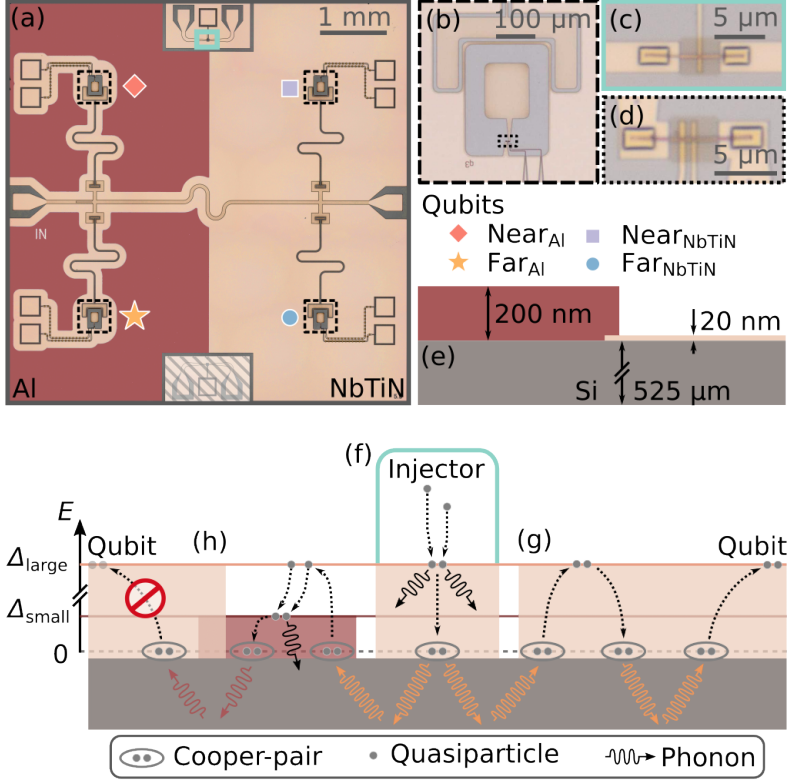 (a)
1 mm
IN
Al
NbTiN
(b)
100 μm
gb
(c)
5 μm
(d)
5 μm
Qubits
Near_Al
Near_NbTiN
Far_Al
Far_NbTiN
200 nm
20 nm
(e)
Si
525 μm
(f)
Injector
E
Qubit
(h)
(g)
Qubit
Δ_large
Δ_small
0
Cooper-pair
Quasiparticle
Phonon